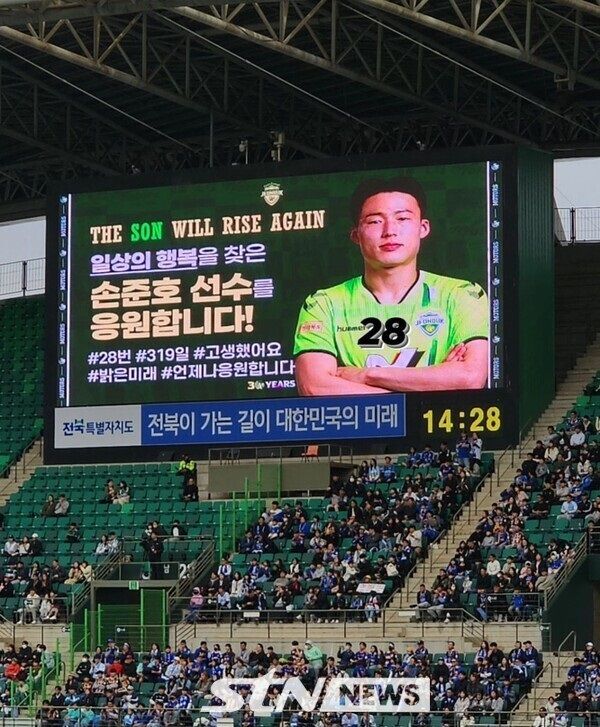 THE SON WILL RISE AGAIN
일상의 행복을 찾은
손준호 선수를
응원합니다!
#28번 #319일 #고생했어요
#밝은미래 #언제나응원합니다
30 YEARS
hummel
JEONBUK
28
전북특별자치도
전북이 가는 길이 대한민국의 미래
14:28
STN NEWS